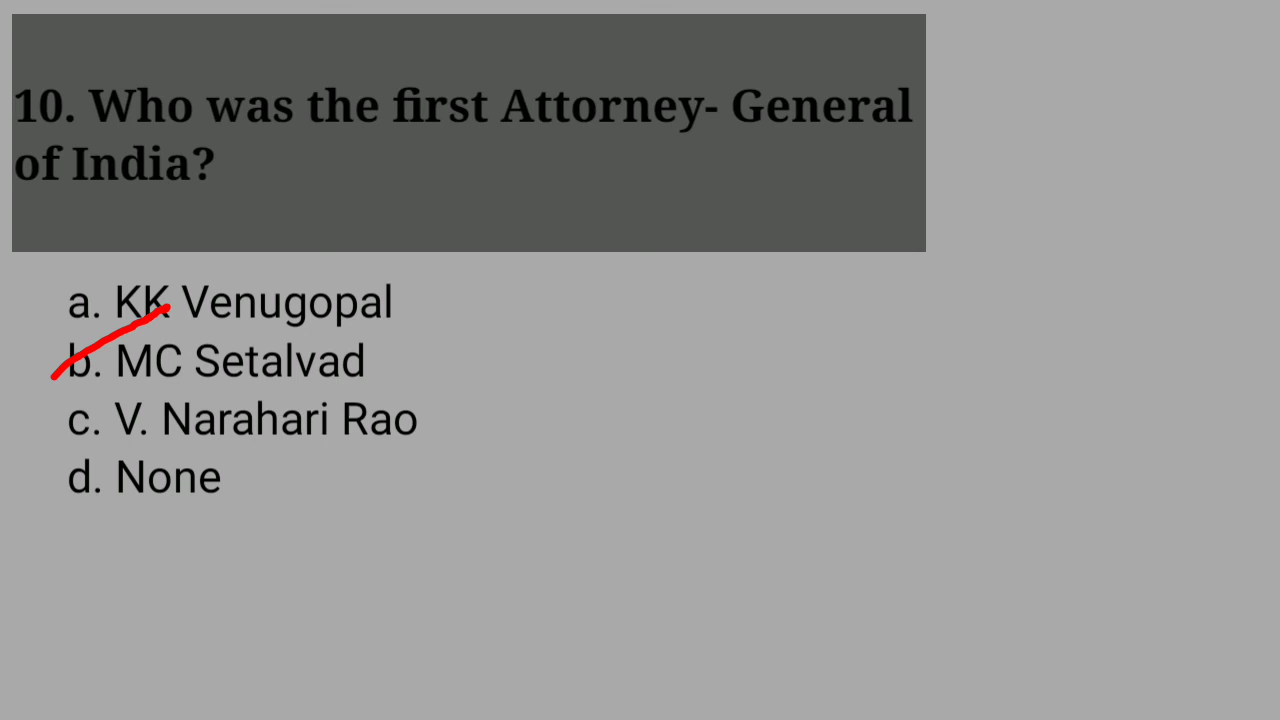 10. Who was the first Attorney- General
of India?
a. KK Venugopal
b. MC Setalvad
c. V. Narahari Rao
d. None